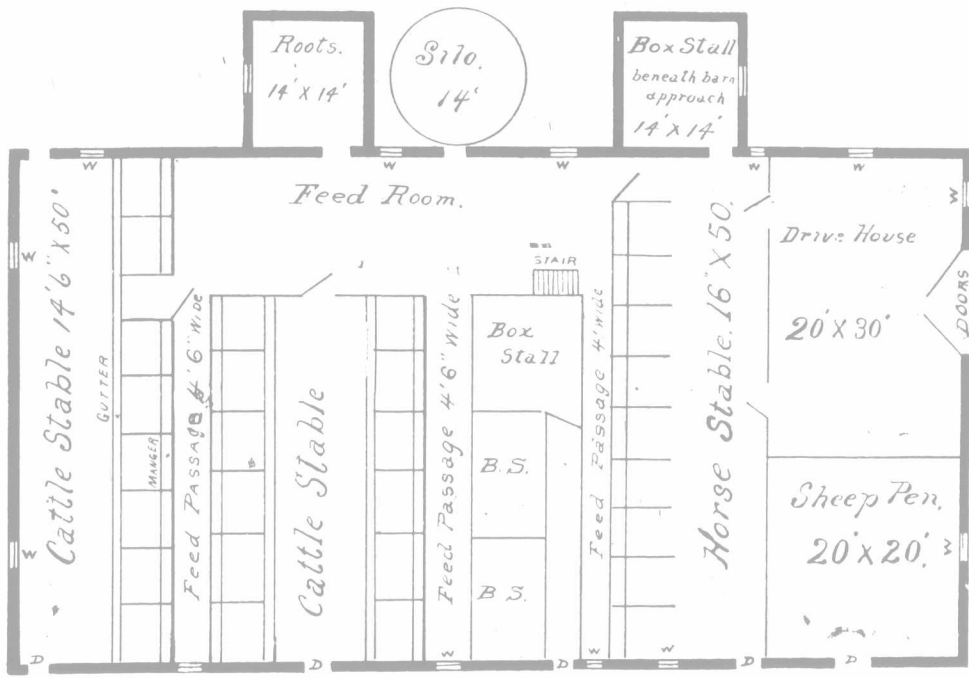 Roots.
14' X 14'
Silo.
14'
Box Stall
beneath barn
approach
14' X 14'
W
W
W
W
W
W
Feed Room.
Drive House
20' X 30'
DOORS
STAIR
Cattle Stable 14'6" X 50'
W
W
GUTTER
MANGER
Feed PASSAGE 4'6" WIDE
Cattle Stable
Feed Passage 4'6" Wide
Box
Stall
B.S.
B S.
Feed Passage 4' Wide
Horse Stable. 16" X 50.
Sheep Pen,
20' X 20'.
W
D
D
W
D
W
W
D
D